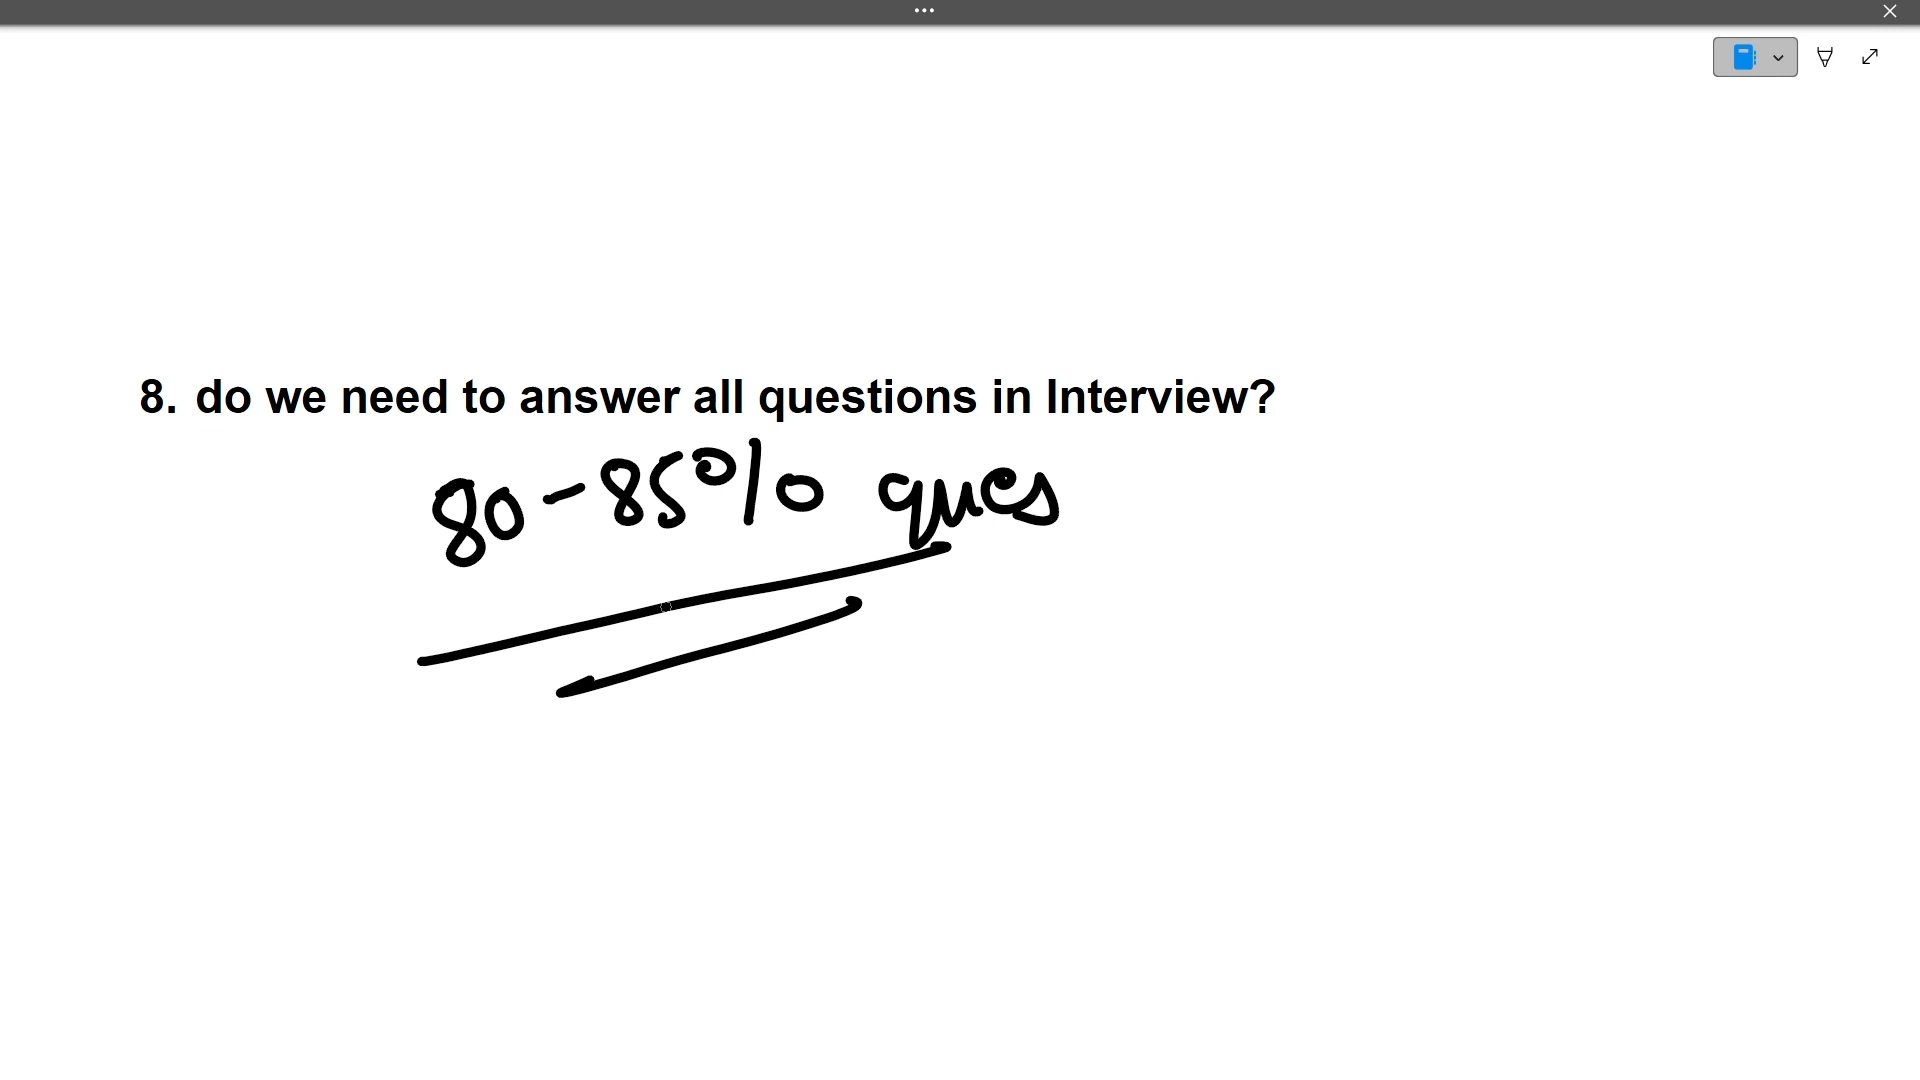 8. do we need to answer all questions in Interview?
80-85% ques